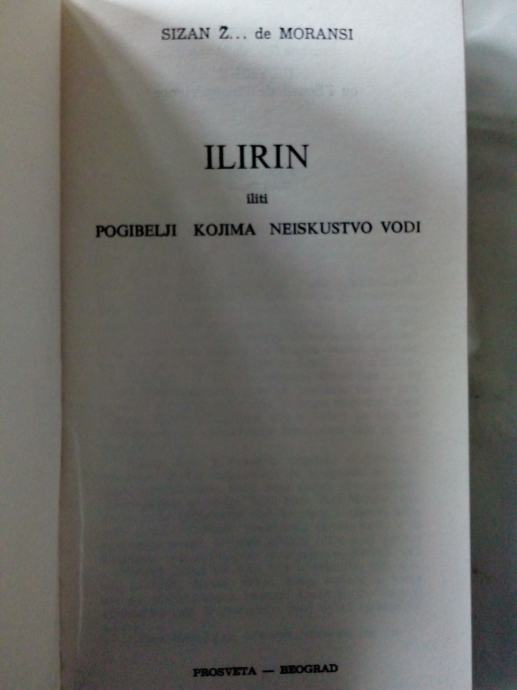 SIZAN Ž... de MORANSI
ILIRIN
iliti
POGIBELJI KOJIMA NEISKUSTVO VODI
PROSVETA — BEOGRAD